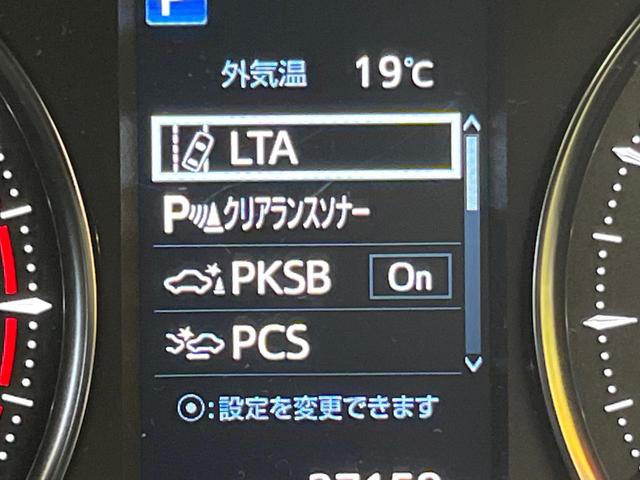 P
外気温 19℃
LTA
Pクリアランスソナー
PKSB On
PCS
:設定を変更できます